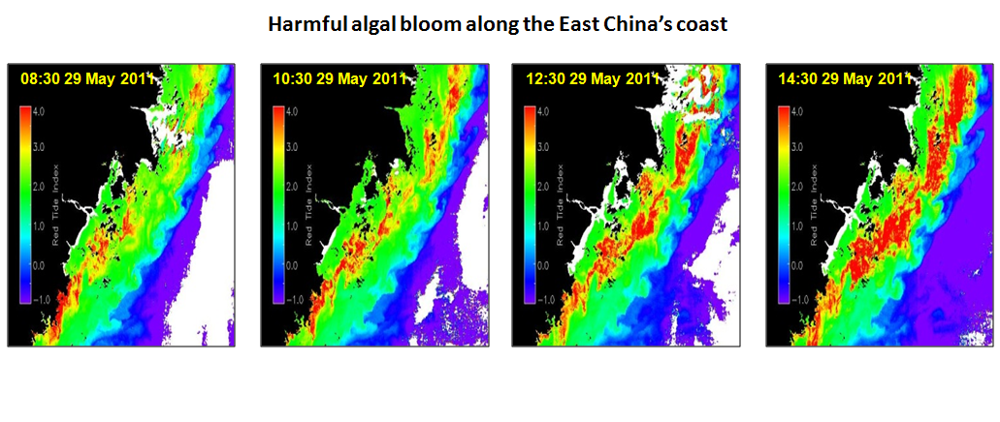 Harmful algal bloom along the East China’s coast
08:30 29 May 2011
4.0
3.0
2.0
1.0
0.0
−1.0
Red Tide Index
10:30 29 May 2011
4.0
3.0
2.0
1.0
0.0
−1.0
Red Tide Index
12:30 29 May 2011
4.0
3.0
2.0
1.0
0.0
−1.0
Red Tide Index
14:30 29 May 2011
4.0
3.0
2.0
1.0
0.0
−1.0
Red Tide Index